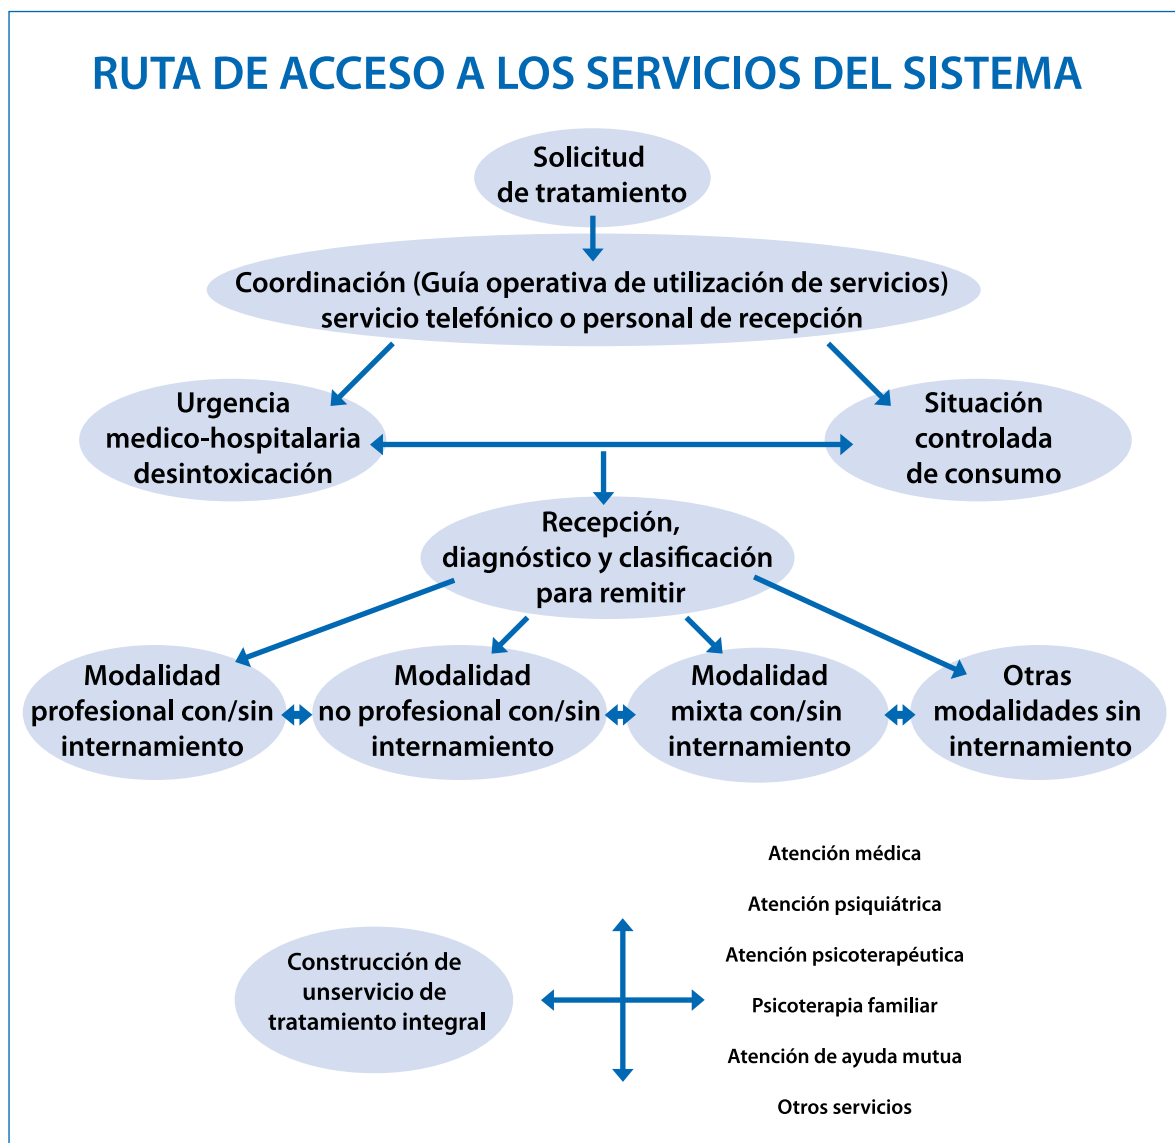 RUTA DE ACCESO A LOS SERVICIOS DEL SISTEMA
Solicitud
de tratamiento
Coordinación (Guía operativa de utilización de servicios)
servicio telefónico o personal de recepción
Urgencia
medico-hospitalaria
desintoxicación
Situación
controlada
de consumo
Recepción,
diagnóstico y clasificación
para remitir
Modalidad
profesional con/sin
internamiento
Modalidad
no profesional con/sin
internamiento
Modalidad
mixta con/sin
internamiento
Otras
modalidades sin
internamiento
Construcción de
unservicio de
tratamiento integral
Atención médica
Atención psiquiátrica
Atención psicoterapéutica
Psicoterapia familiar
Atención de ayuda mutua
Otros servicios